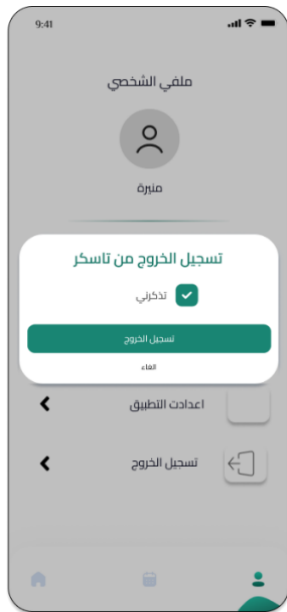 9:41
ملفي الشخصي
منيرة
تسجيل الخروج من تاسكر
تذكرني
تسجيل الخروج
الغاء
اعدادت التطبيق
تسجيل الخروج